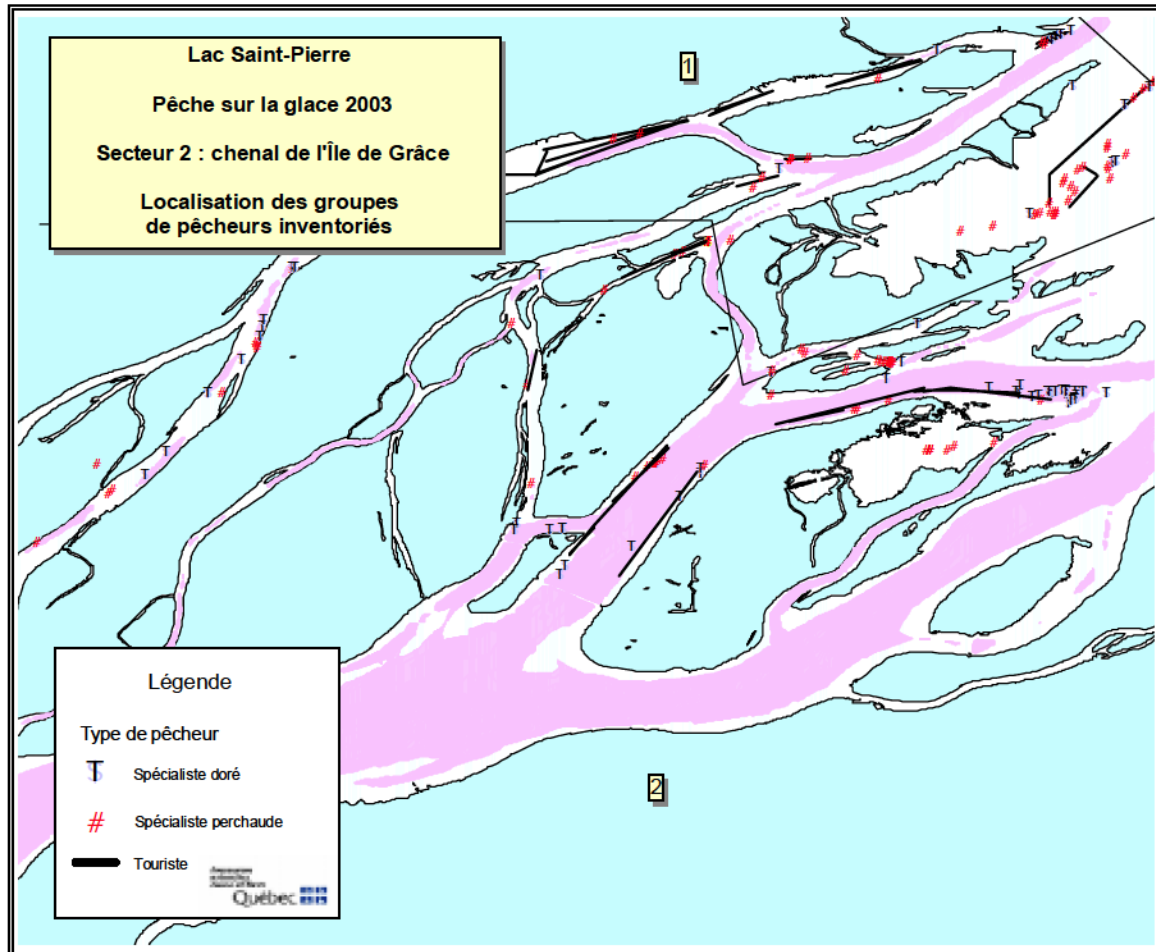 Lac Saint-Pierre
Pêche sur la glace 2003
Secteur 2 : chenal de l'Île de Grâce
Localisation des groupes
de pêcheurs inventoriés
1
2
Légende
Type de pêcheur
T Spécialiste doré
# Spécialiste perchaude
Touriste
Québec